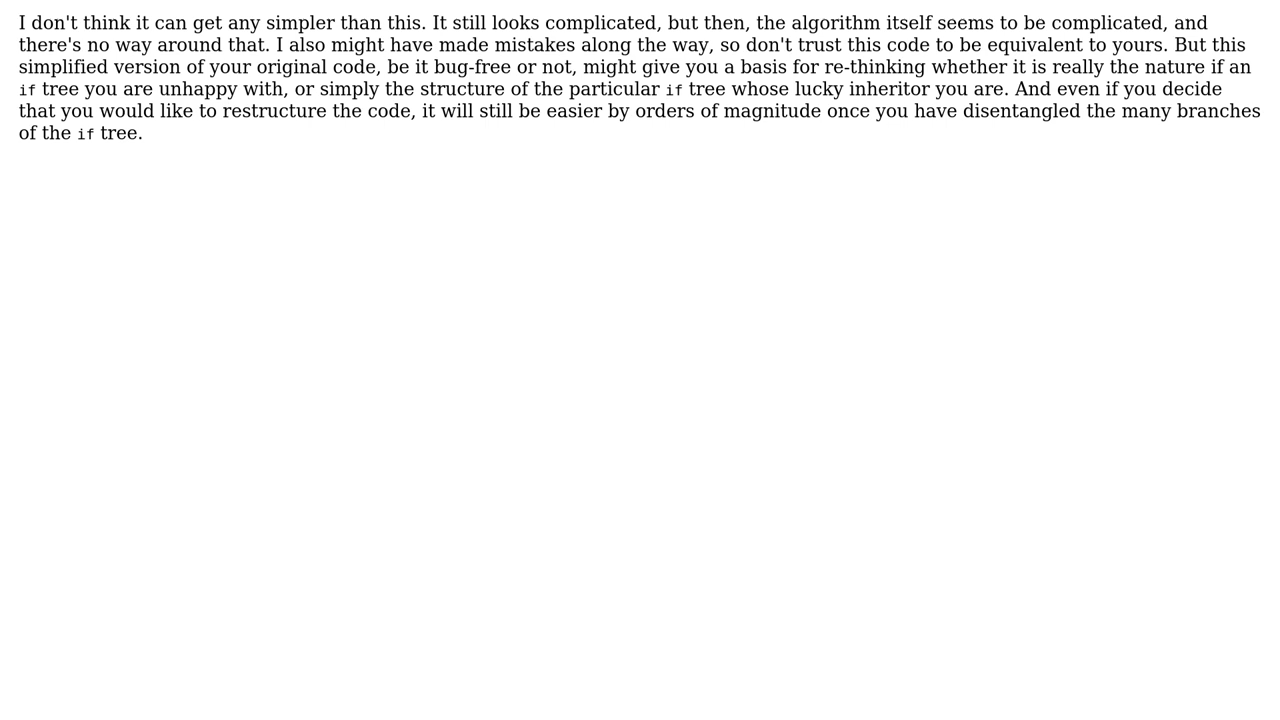 I don't think it can get any simpler than this. It still looks complicated, but then, the algorithm itself seems to be complicated, and
there's no way around that. I also might have made mistakes along the way, so don't trust this code to be equivalent to yours. But this
simplified version of your original code, be it bug-free or not, might give you a basis for re-thinking whether it is really the nature if an
if tree you are unhappy with, or simply the structure of the particular if tree whose lucky inheritor you are. And even if you decide
that you would like to restructure the code, it will still be easier by orders of magnitude once you have disentangled the many branches
of the if tree.